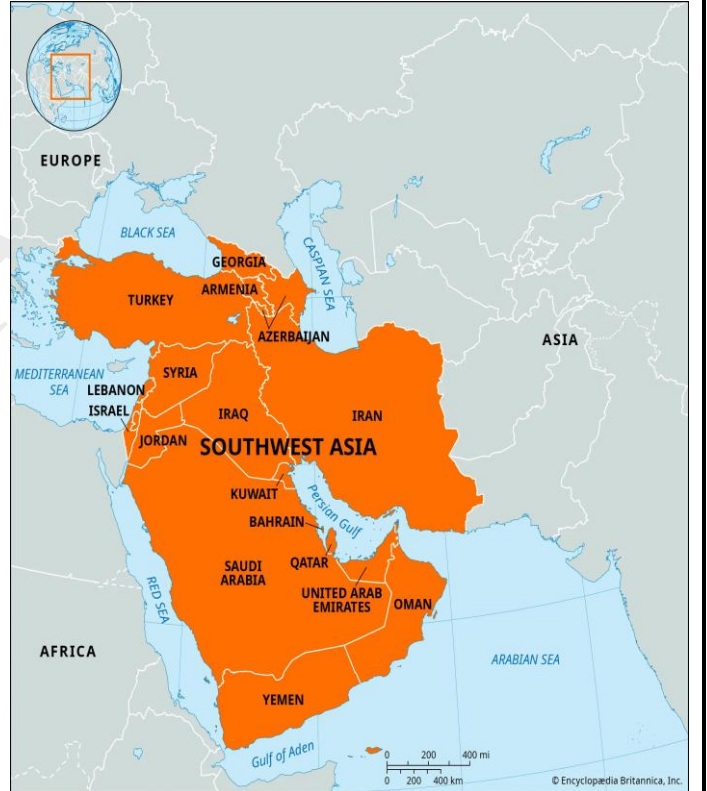 EUROPE
BLACK SEA
CASPIAN SEA
GEORGIA
ARMENIA
TURKEY
AZERBAIJAN
ASIA
MEDITERRANEAN
SEA
SYRIA
LEBANON
ISRAEL
IRAQ
IRAN
JORDAN
SOUTHWEST ASIA
KUWAIT
Persian Gulf
BAHRAIN
QATAR
SAUDI
ARABIA
UNITED ARAB
EMIRATES
OMAN
RED SEA
AFRICA
ARABIAN SEA
YEMEN
Gulf of Aden
0 200 400 mi
0 200 400 km
© Encyclopædia Britannica, Inc.